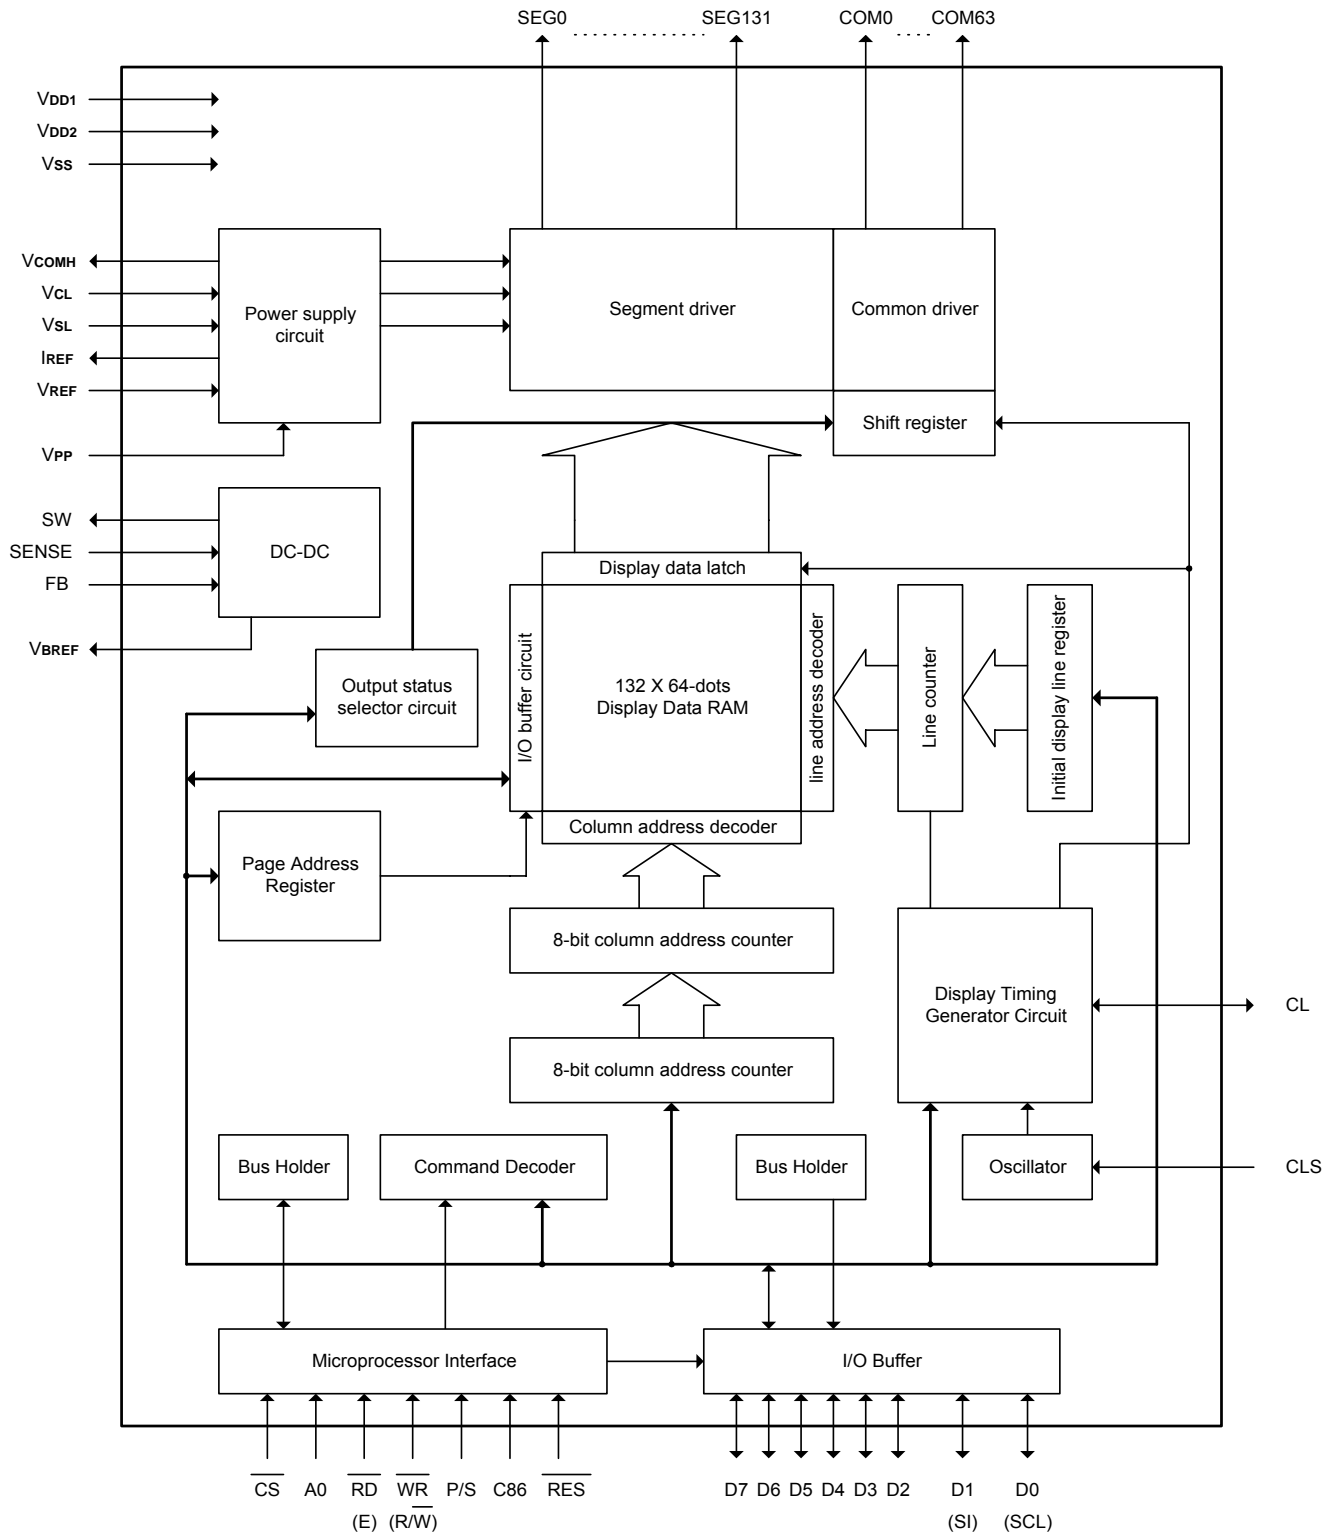 SEG0 SEG131 COM0 COM63
VDD1
VDD2
VSS
VCOMH
VCL
VSL
IREF
VREF
VPP
Power supply
circuit
Segment driver
Common driver
Shift register
SW
SENSE
FB
VBREF
DC-DC
Display data latch
Output status
selector circuit
I/O buffer circuit
132 X 64-dots
Display Data RAM
line address decoder
Line counter
Initial display line register
Column address decoder
Page Address
Register
8-bit column address counter
8-bit column address counter
Display Timing
Generator Circuit
CL
Bus Holder
Command Decoder
Bus Holder
Oscillator
CLS
Microprocessor Interface
I/O Buffer
CS A0 RD WR P/S C86 RES D7 D6 D5 D4 D3 D2 D1 D0
(E) (R/W) (SI) (SCL)